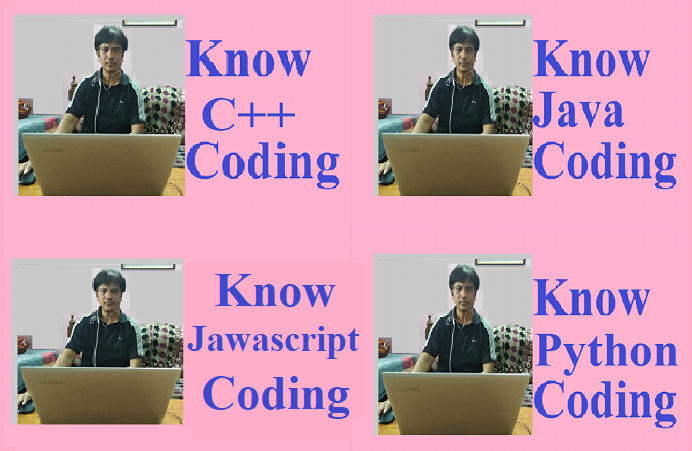 Know
C++
Coding
Know
Java
Coding
Know
Jawascript
Coding
Know
Python
Coding